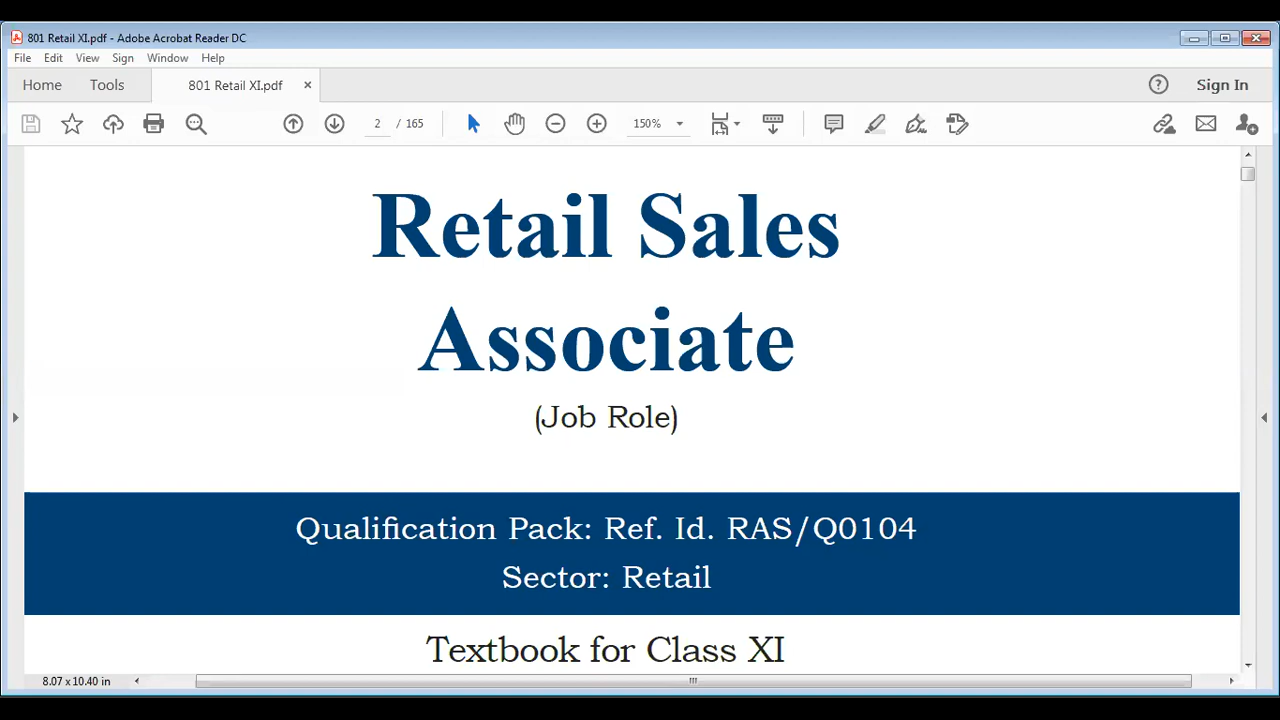 801 Retail XI.pdf - Adobe Acrobat Reader DC
File Edit View Sign Window Help
Home Tools 801 Retail XI.pdf × Sign In
2 / 165 150%
Retail Sales
Associate
(Job Role)
Qualification Pack: Ref. Id. RAS/Q0104
Sector: Retail
Textbook for Class XI
8.07 x 10.40 in